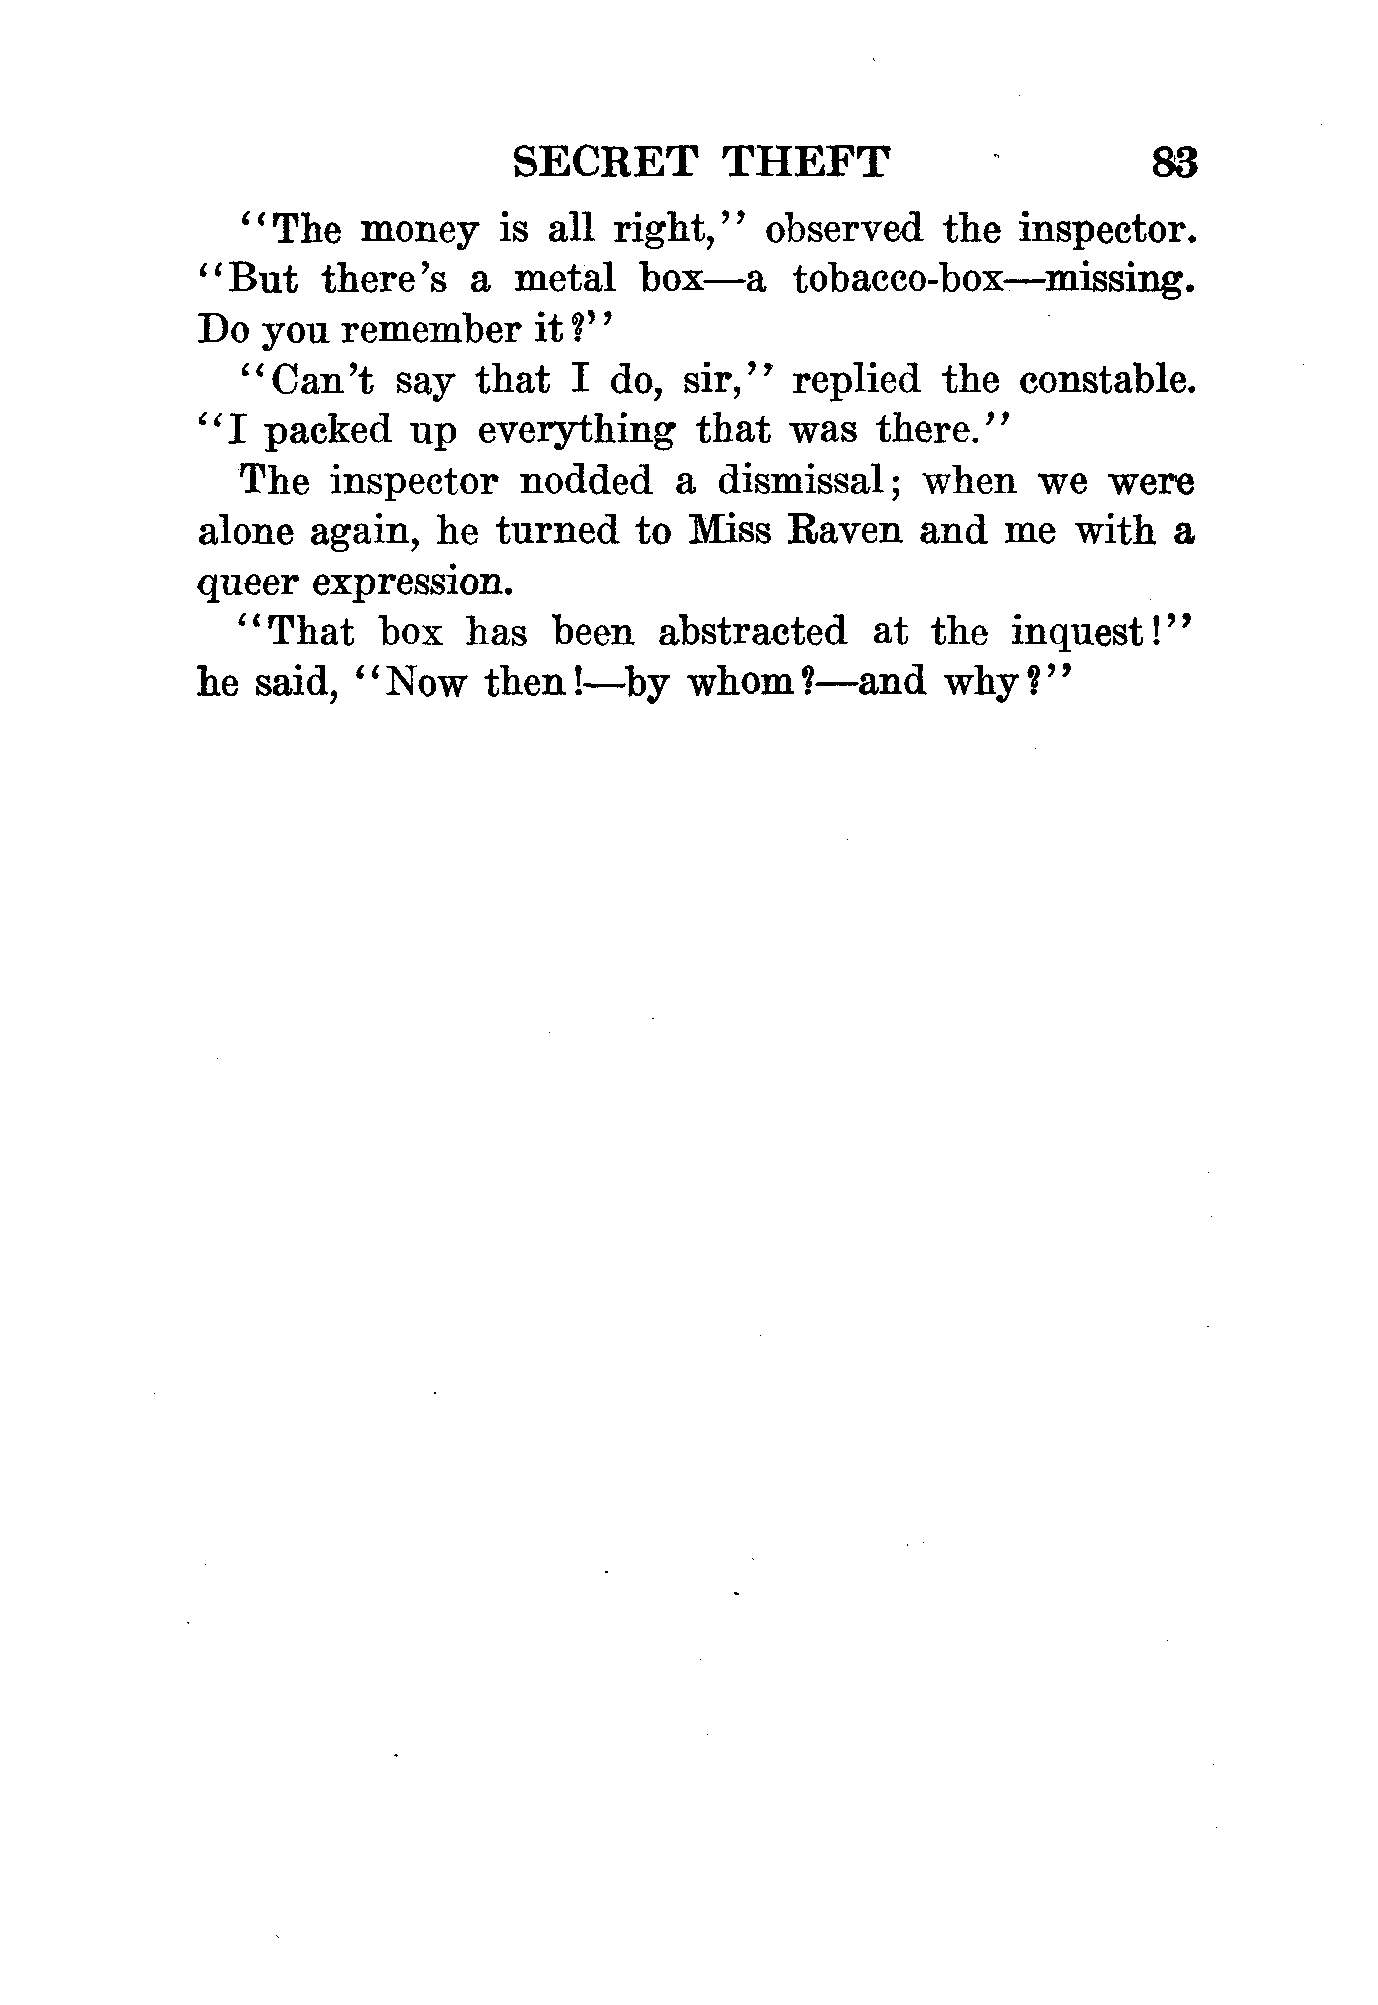 SECRET THEFT 83
"The money is all right," observed the inspector.
"But there's a metal box—a tobacco-box—missing.
Do you remember it?"
"Can't say that I do, sir," replied the constable.
"I packed up everything that was there."
The inspector nodded a dismissal; when we were
alone again, he turned to Miss Raven and me with a
queer expression.
"That box has been abstracted at the inquest!"
he said, "Now then!—by whom?—and why?"